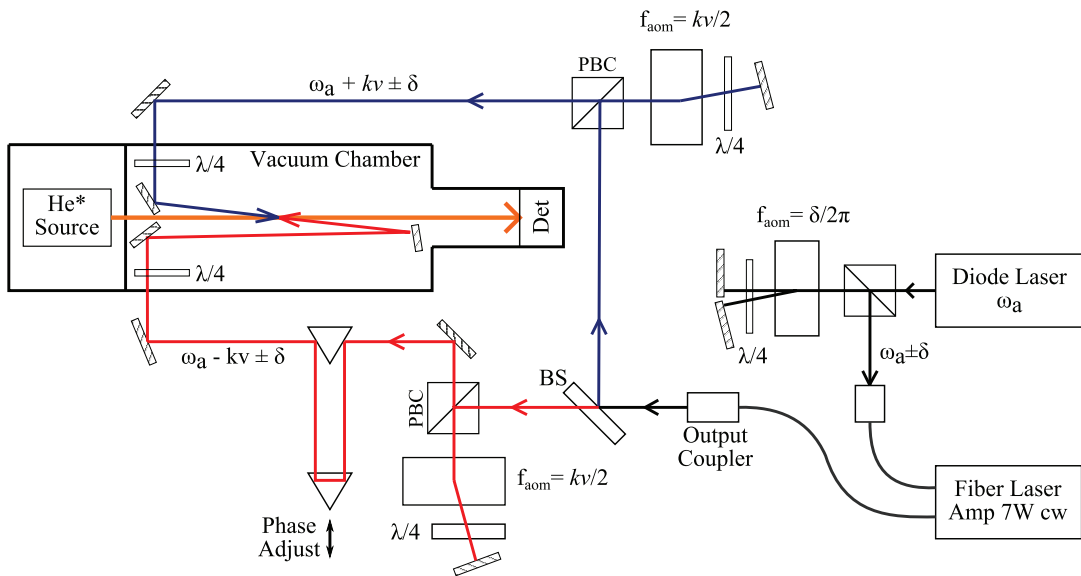 f_aom = kv/2
PBC
ω_a + kv ± δ
λ/4
λ/4
Vacuum Chamber
He*
Source
Det
λ/4
f_aom = δ/2π
Diode Laser
ω_a
λ/4
ω_a ± δ
ω_a - kv ± δ
BS
PBC
Output
Coupler
f_aom = kv/2
Fiber Laser
Amp 7W cw
λ/4
Phase
Adjust